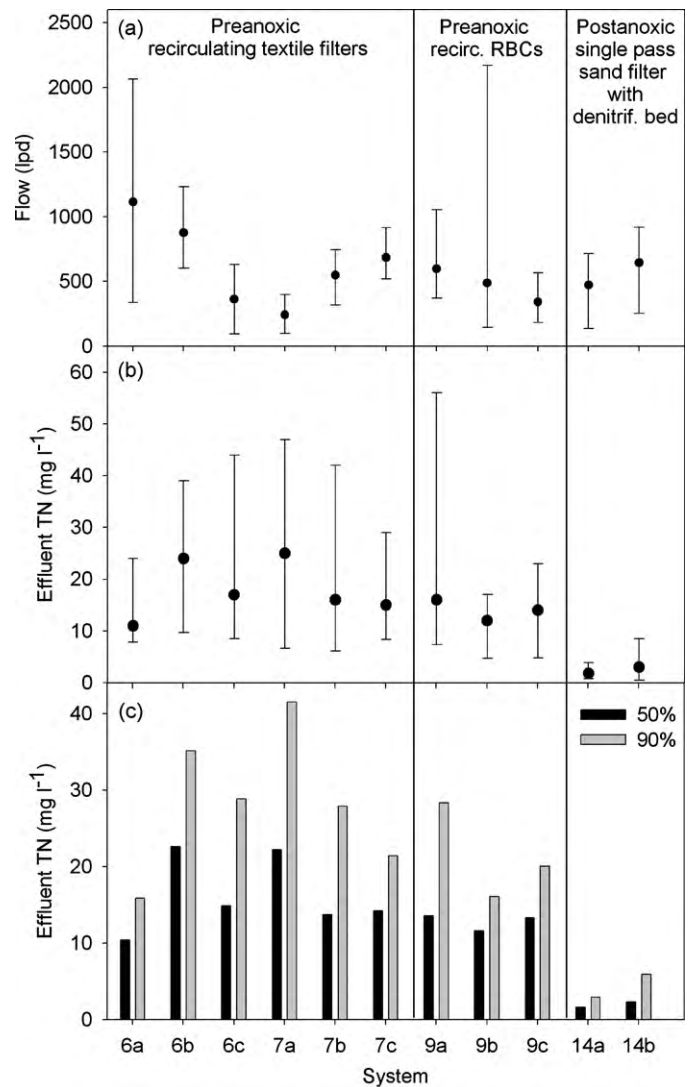 (a)
Preanoxic
recirculating textile filters
Preanoxic
recirc. RBCs
Postanoxic
single pass
sand filter
with
denitrif. bed
2500
2000
1500
1000
500
0
Flow (lpd)
(b)
60
50
40
30
20
10
0
Effluent TN (mg l⁻¹)
(c)
50%
90%
40
30
20
10
0
Effluent TN (mg l⁻¹)
6a 6b 6c 7a 7b 7c 9a 9b 9c 14a 14b
System